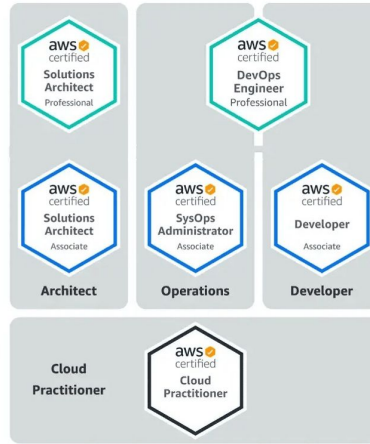 aws
certified
Solutions
Architect
Professional
aws
certified
DevOps
Engineer
Professional
aws
certified
Solutions
Architect
Associate
aws
certified
SysOps
Administrator
Associate
aws
certified
Developer
Associate
Architect
Operations
Developer
Cloud
Practitioner
aws
certified
Cloud
Practitioner